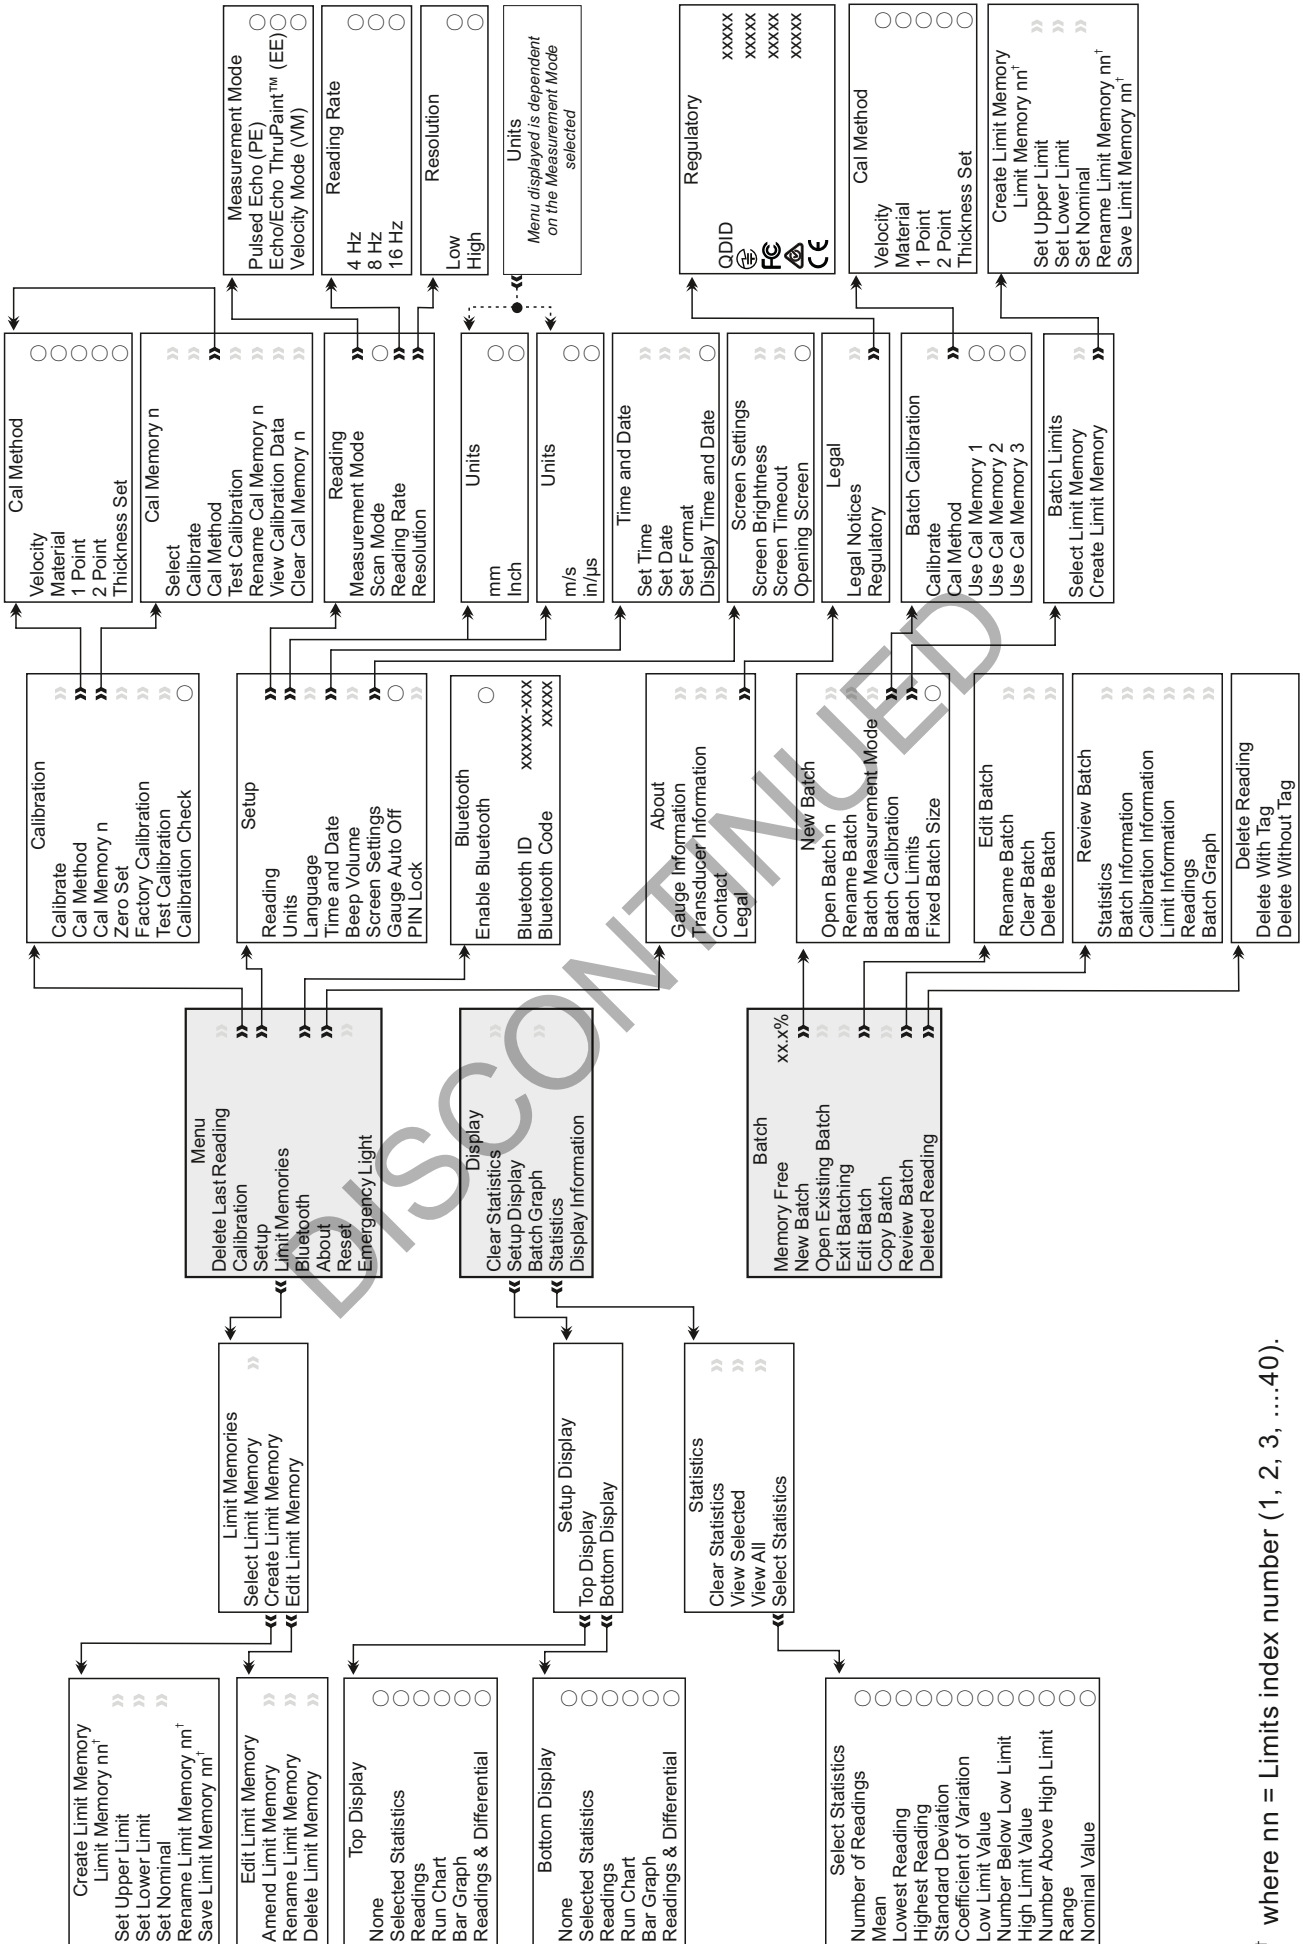 Create Limit Memory
Limit Memory nn†
Set Upper Limit
Set Lower Limit
Set Nominal
Rename Limit Memory nn†
Save Limit Memory nn†
Edit Limit Memory
Amend Limit Memory
Rename Limit Memory
Delete Limit Memory
Top Display
None
Selected Statistics
Readings
Run Chart
Bar Graph
Readings & Differential
Bottom Display
None
Selected Statistics
Readings
Run Chart
Bar Graph
Readings & Differential
Select Statistics
Number of Readings
Mean
Lowest Reading
Highest Reading
Standard Deviation
Coefficient of Variation
Low Limit Value
Number Below Low Limit
High Limit Value
Number Above High Limit
Range
Nominal Value
Limit Memories
Select Limit Memory
Create Limit Memory
Edit Limit Memory
Setup Display
Top Display
Bottom Display
Statistics
Clear Statistics
View Selected
View All
Select Statistics
Menu
Delete Last Reading
Calibration
Setup
Limit Memories
Bluetooth
About
Reset
Emergency Light
Display
Clear Statistics
Setup Display
Batch Graph
Statistics
Display Information
Batch
Memory Free xx.x%
New Batch
Open Existing Batch
Exit Batching
Edit Batch
Copy Batch
Review Batch
Deleted Reading
Calibration
Calibrate
Cal Method
Cal Memory n
Zero Set
Factory Calibration
Test Calibration
Calibration Check
Setup
Reading
Units
Language
Time and Date
Beep Volume
Screen Settings
Gauge Auto Off
PIN Lock
Bluetooth
Enable Bluetooth
Bluetooth ID xxxxxx-xxx
Bluetooth Code xxxxx
About
Gauge Information
Transducer Information
Contact
Legal
New Batch
Open Batch n
Rename Batch
Batch Measurement Mode
Batch Calibration
Batch Limits
Fixed Batch Size
Edit Batch
Rename Batch
Clear Batch
Delete Batch
Review Batch
Statistics
Batch Information
Calibration Information
Limit Information
Readings
Batch Graph
Delete Reading
Delete With Tag
Delete Without Tag
Cal Method
Velocity
Material
1 Point
2 Point
Thickness Set
Cal Memory n
Select
Calibrate
Cal Method
Test Calibration
Rename Cal Memory n
View Calibration Data
Clear Cal Memory n
Reading
Measurement Mode
Scan Mode
Reading Rate
Resolution
Units
mm
Inch
Units
m/s
in/µs
Time and Date
Set Time
Set Date
Set Format
Display Time and Date
Screen Settings
Screen Brightness
Screen Timeout
Opening Screen
Legal
Legal Notices
Regulatory
Batch Calibration
Calibrate
Cal Method
Use Cal Memory 1
Use Cal Memory 2
Use Cal Memory 3
Batch Limits
Select Limit Memory
Create Limit Memory
Measurement Mode
Pulsed Echo (PE)
Echo/Echo ThruPaint™ (EE)
Velocity Mode (VM)
Reading Rate
4 Hz
8 Hz
16 Hz
Resolution
Low
High
Units
Menu displayed is dependent
on the Measurement Mode
selected
Regulatory
QDID xxxxx
xxxxx
FC xxxxx
xxxxx
CE
Cal Method
Velocity
Material
1 Point
2 Point
Thickness Set
Create Limit Memory
Limit Memory nn†
Set Upper Limit
Set Lower Limit
Set Nominal
Rename Limit Memory nn†
Save Limit Memory nn†
† where nn = Limits index number (1, 2, 3, ....40).
DISCONTINUED